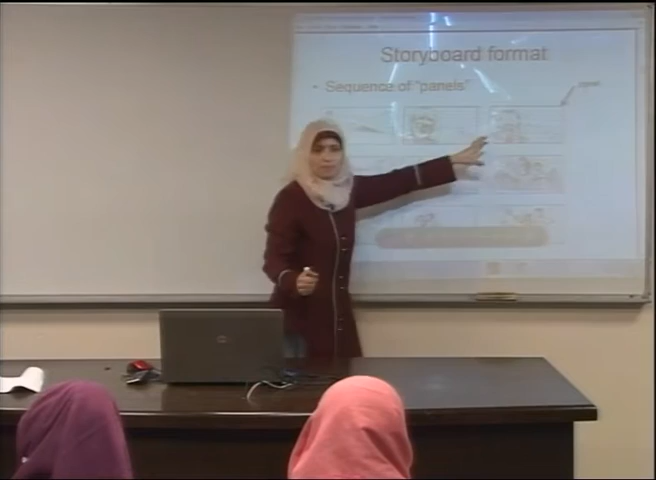 Storyboard format
• Sequence of "panels"